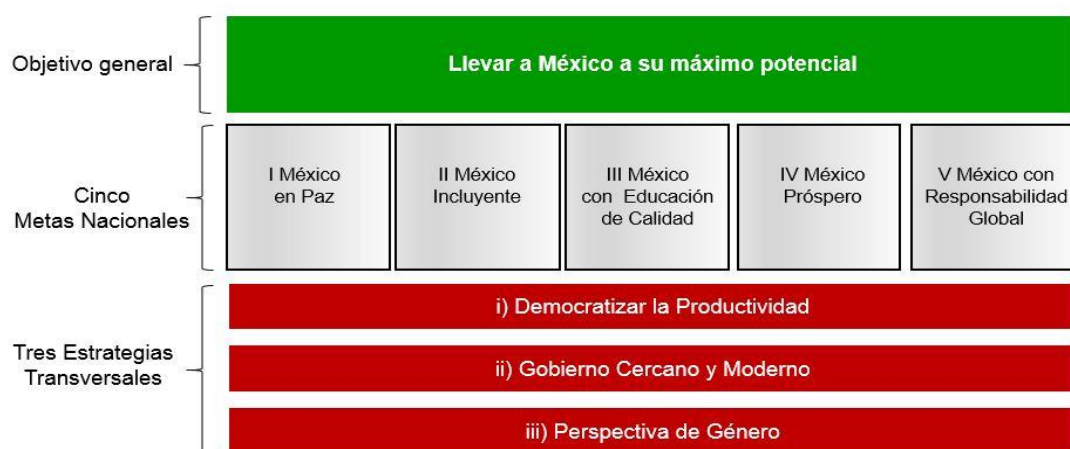 Objetivo general
Llevar a México a su máximo potencial
Cinco
Metas Nacionales
I México
en Paz
II México
Incluyente
III México
con Educación
de Calidad
IV México
Próspero
V México con
Responsabilidad
Global
Tres Estrategias
Transversales
i) Democratizar la Productividad
ii) Gobierno Cercano y Moderno
iii) Perspectiva de Género